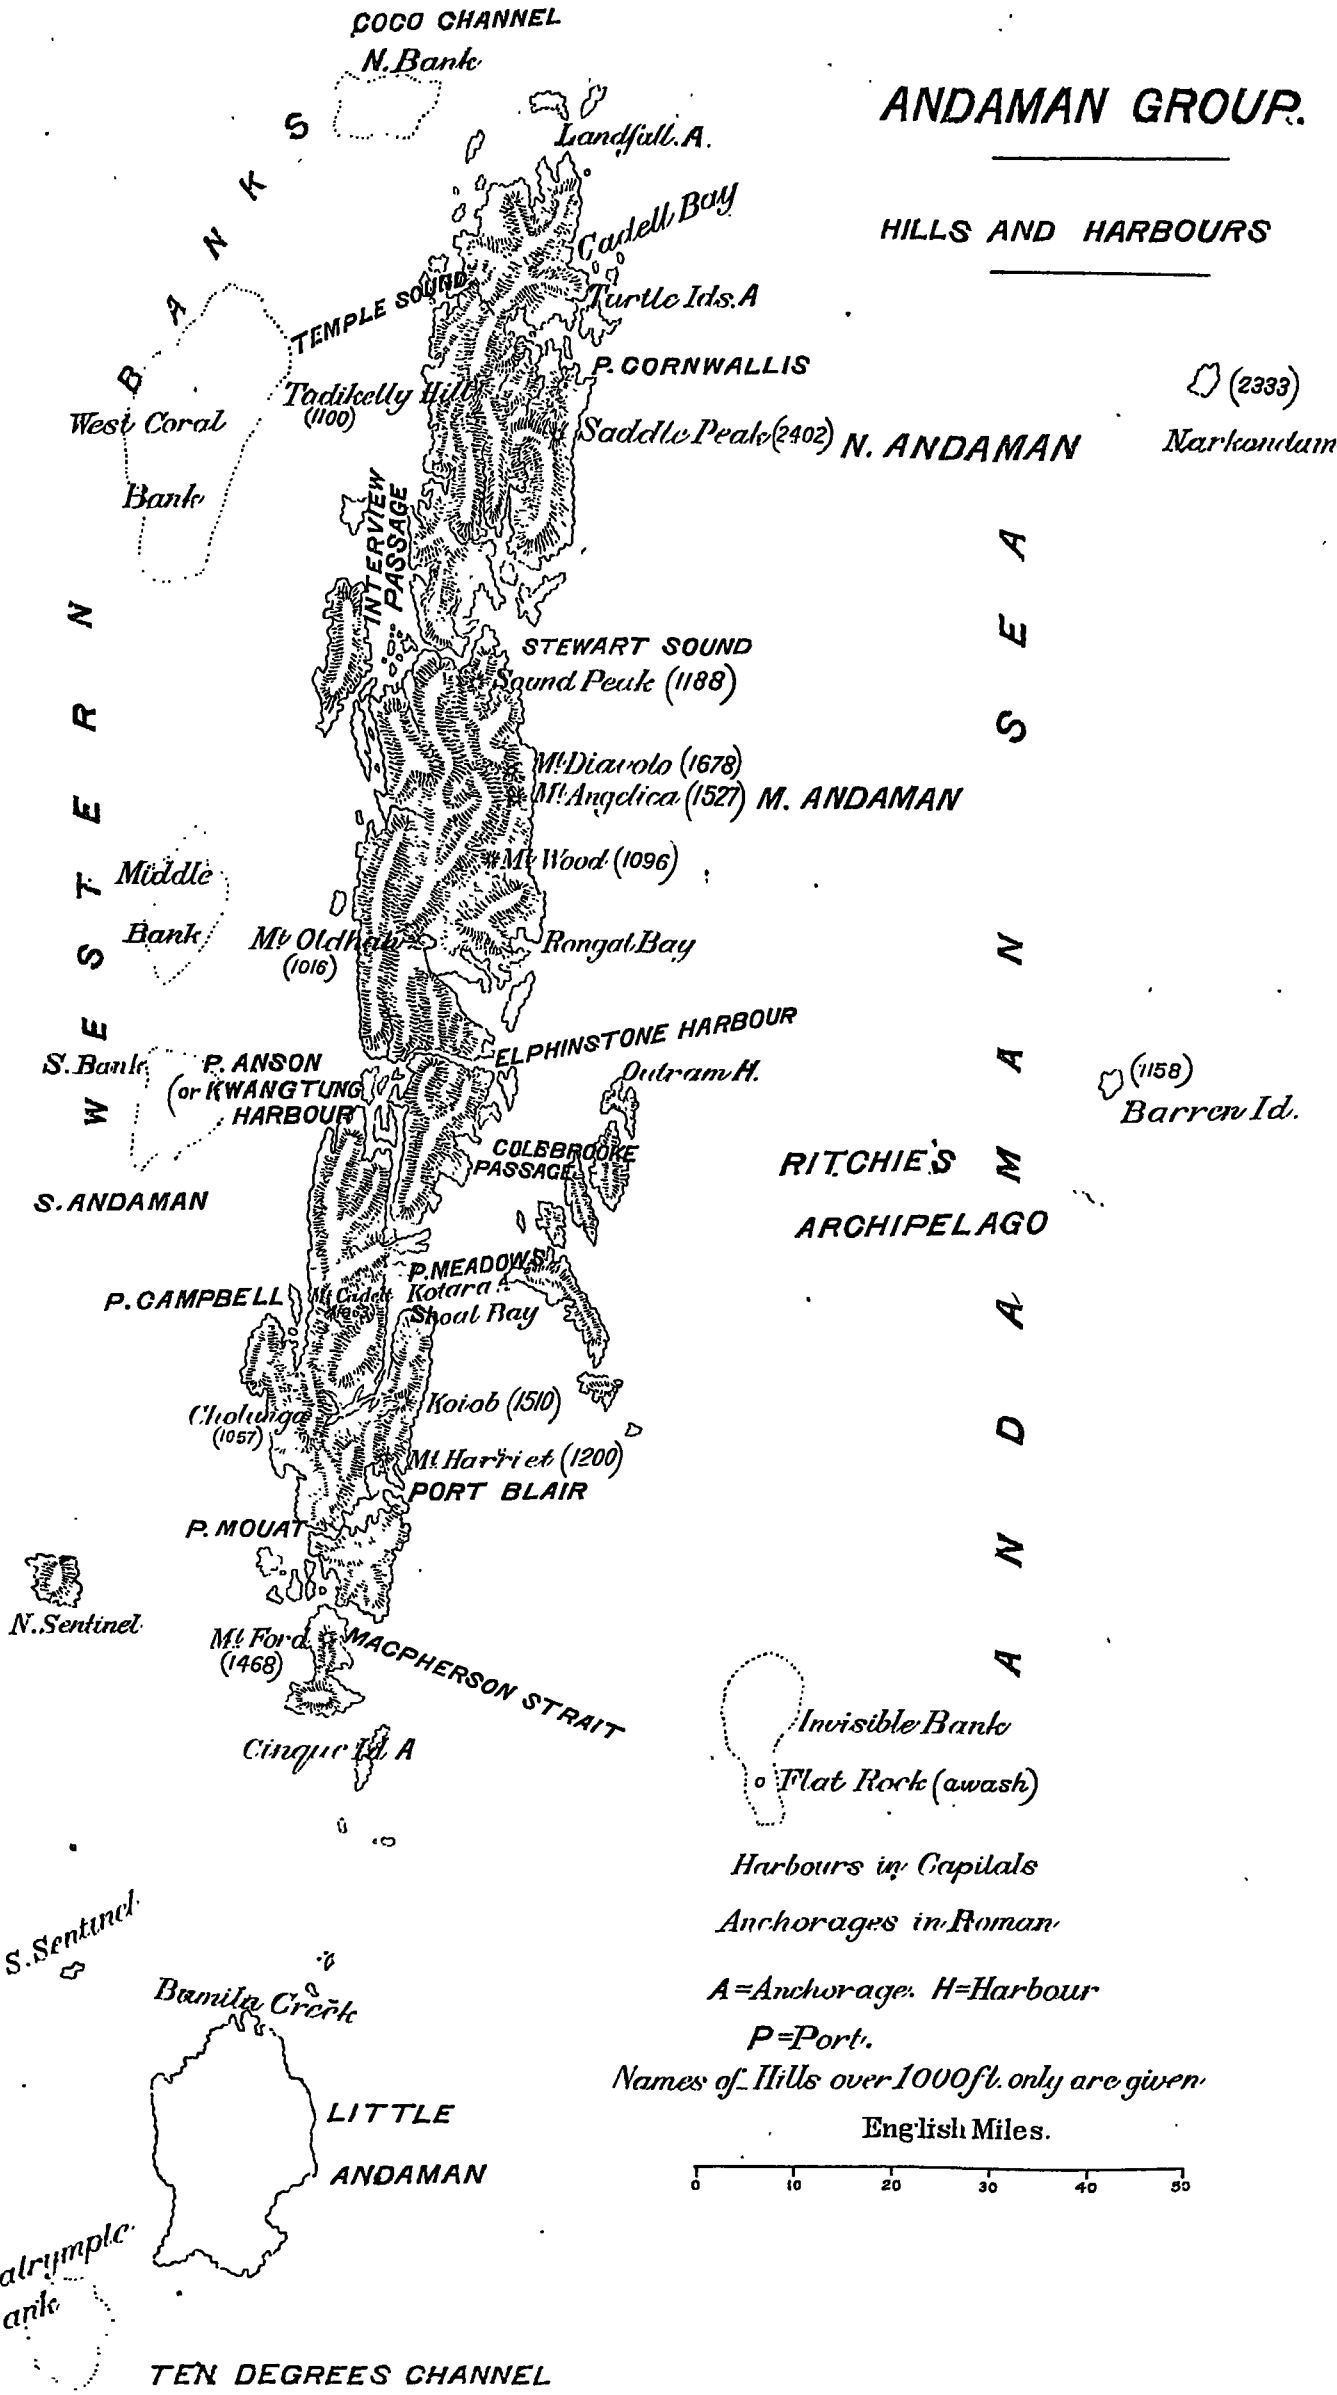 COCO CHANNEL
N. Bank
ANDAMAN GROUP.
Landfall. A.
HILLS AND HARBOURS
Cadell Bay
TEMPLE SOUND
Turtle Ids. A
P. CORNWALLIS
(2333)
Narkondam
Tadikelly Hill
(1100)
West Coral
Bank
Saddle Peak (2402)
N. ANDAMAN
INTERVIEW
PASSAGE
WESTERN BANKS
STEWART SOUND
Sound Peak (1188)
Mt. Diavolo (1678)
Mt. Angelica (1527)
M. ANDAMAN
Mt. Wood (1096)
Middle
Bank
Mt Oldham
(1016)
Rongat Bay
ELPHINSTONE HARBOUR
S. Bank
P. ANSON
(or KWANGTUNG
HARBOUR
Outram H.
(1158)
Barren Id.
COLEBROOKE
PASSAGE
RITCHIE'S
ARCHIPELAGO
ANDAMAN SEA
S. ANDAMAN
P. MEADOWS
Kotara A.
Shoal Bay
P. CAMPBELL
Koiob (1510)
Cholunga
(1057)
Mt. Harriet (1200)
PORT BLAIR
P. MOUAT
N. Sentinel
Mt. Ford
(1468)
MACPHERSON STRAIT
Cinque Id. A
Invisible Bank
Flat Rock (awash)
Harbours in Capitals
Anchorages in Roman
A=Anchorage. H=Harbour
P=Port.
Names of Hills over 1000 ft. only are given
English Miles.
0 10 20 30 40 50
S. Sentinel
Bumila Creek
LITTLE
ANDAMAN
alrymple
ank
TEN DEGREES CHANNEL